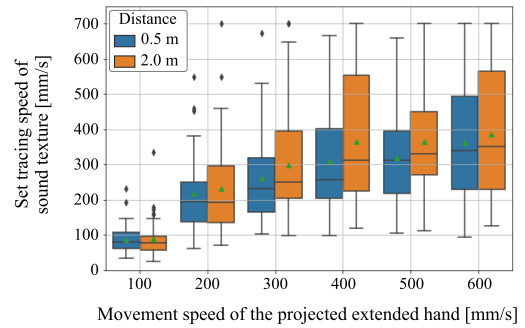 Distance
0.5 m
2.0 m
Set tracing speed of
sound texture [mm/s]
700
600
500
400
300
200
100
0
100 200 300 400 500 600
Movement speed of the projected extended hand [mm/s]